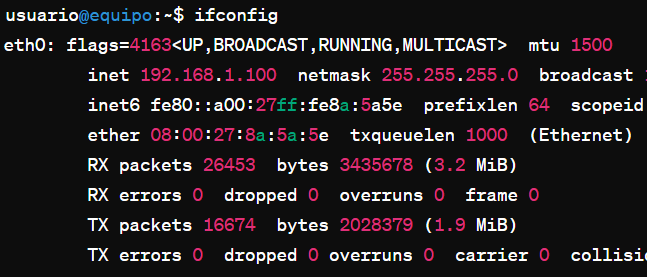 usuario@equipo:~$ ifconfig
eth0: flags=4163<UP,BROADCAST,RUNNING,MULTICAST>  mtu 1500
inet 192.168.1.100  netmask 255.255.255.0  broadcast
inet6 fe80::a00:27ff:fe8a:5a5e  prefixlen 64  scopeid
ether 08:00:27:8a:5a:5e  txqueuelen 1000  (Ethernet)
RX packets 26453  bytes 3435678 (3.2 MiB)
RX errors 0  dropped 0  overruns 0  frame 0
TX packets 16674  bytes 2028379 (1.9 MiB)
TX errors 0  dropped 0 overruns 0  carrier 0  collisi